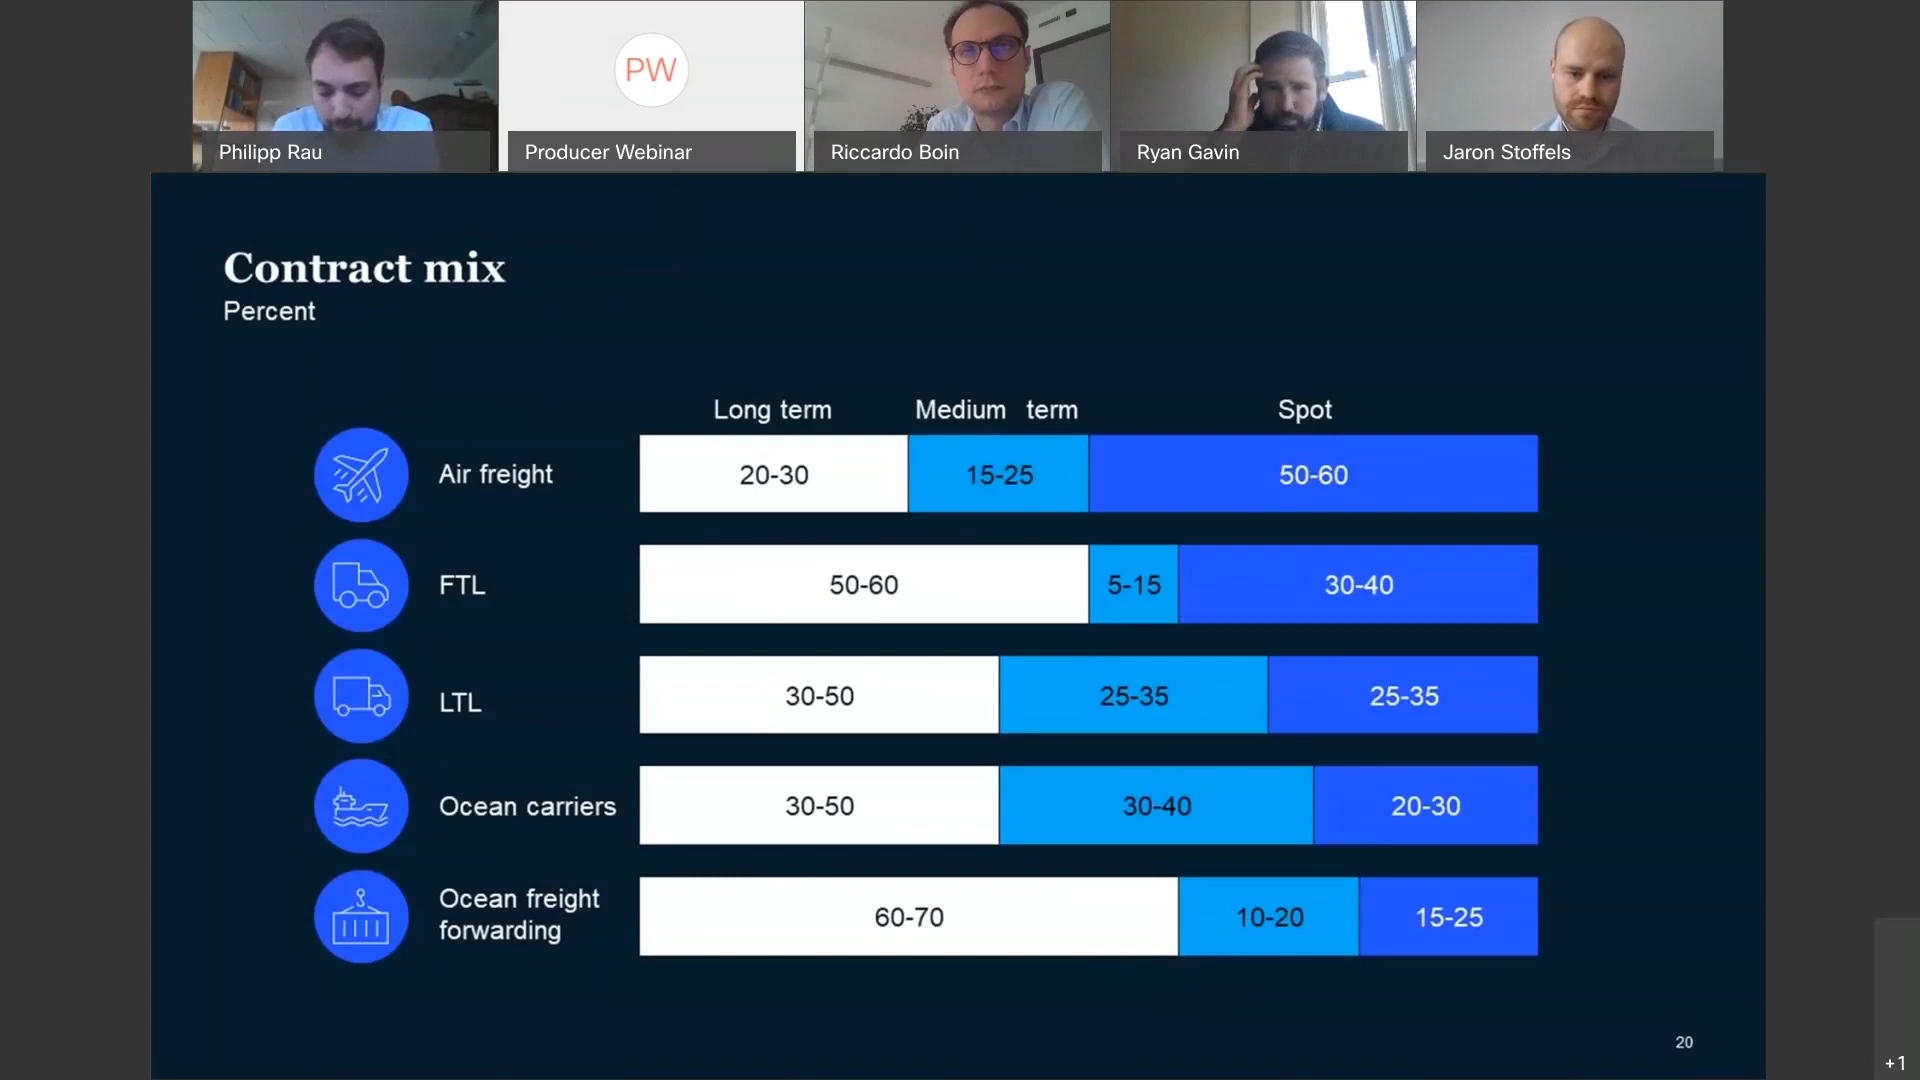 PW
Philipp Rau
Producer Webinar
Riccardo Boin
Ryan Gavin
Jaron Stoffels
Contract mix
Percent
Long term Medium term Spot
Air freight 20-30 15-25 50-60
FTL 50-60 5-15 30-40
LTL 30-50 25-35 25-35
Ocean carriers 30-50 30-40 20-30
Ocean freight
forwarding 60-70 10-20 15-25
20
+1